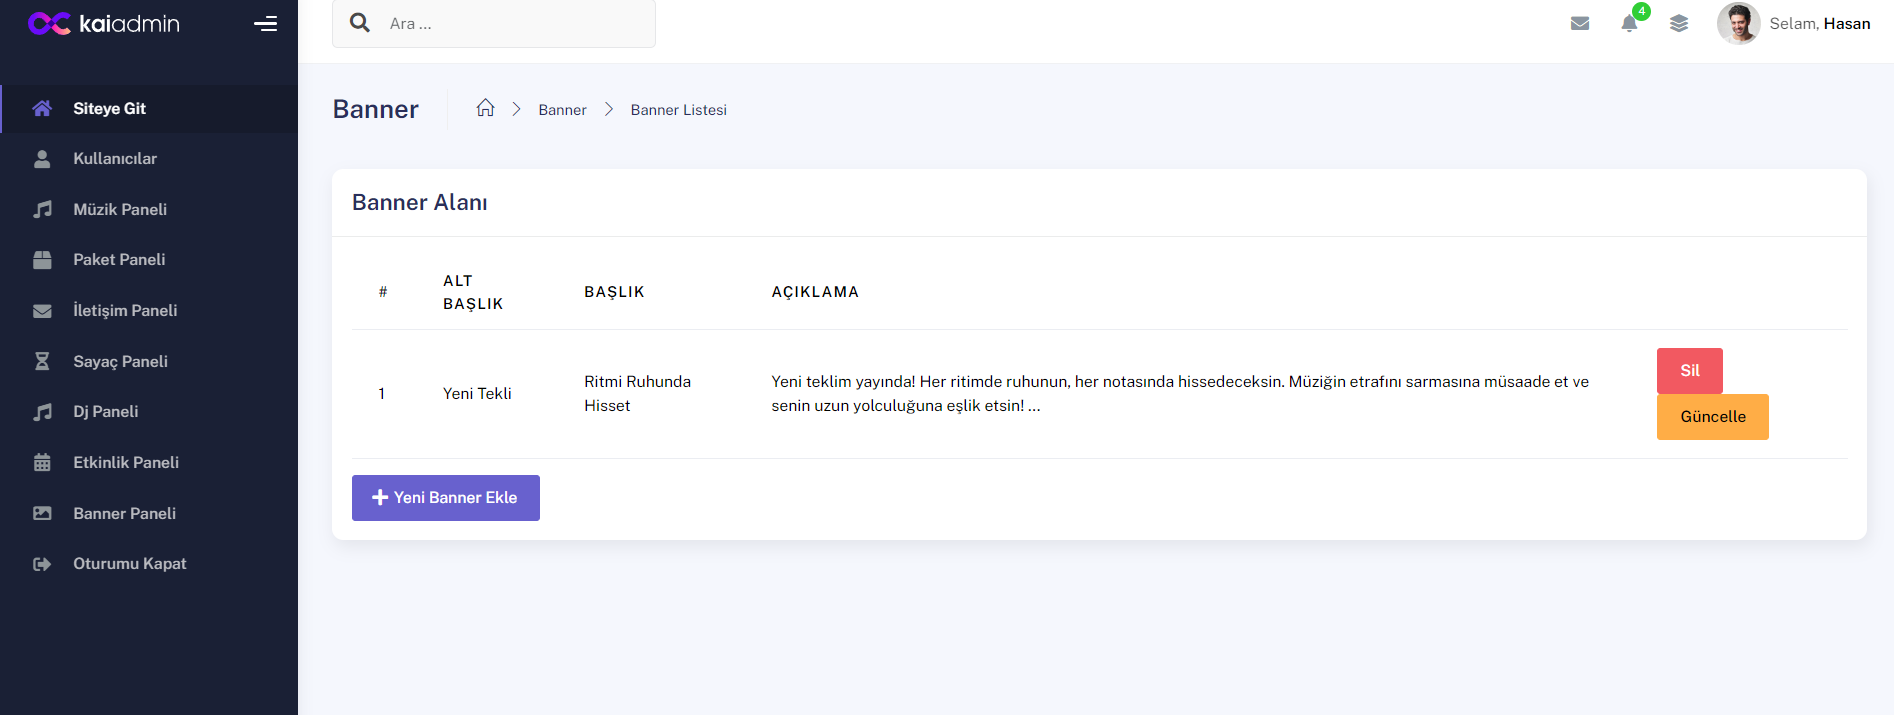 kaiadmin
Ara ...
4
Selam, Hasan
Siteye Git
Kullanıcılar
Müzik Paneli
Paket Paneli
İletişim Paneli
Sayaç Paneli
Dj Paneli
Etkinlik Paneli
Banner Paneli
Oturumu Kapat
Banner
Banner
Banner Listesi
Banner Alanı
#
ALT
BAŞLIK
BAŞLIK
AÇIKLAMA
1
Yeni Tekli
Ritmi Ruhunda
Hisset
Yeni teklim yayında! Her ritimde ruhunun, her notasında hissedeceksin. Müziğin etrafını sarmasına müsaade et ve
senin uzun yolculuğuna eşlik etsin! ...
Sil
Güncelle
Yeni Banner Ekle